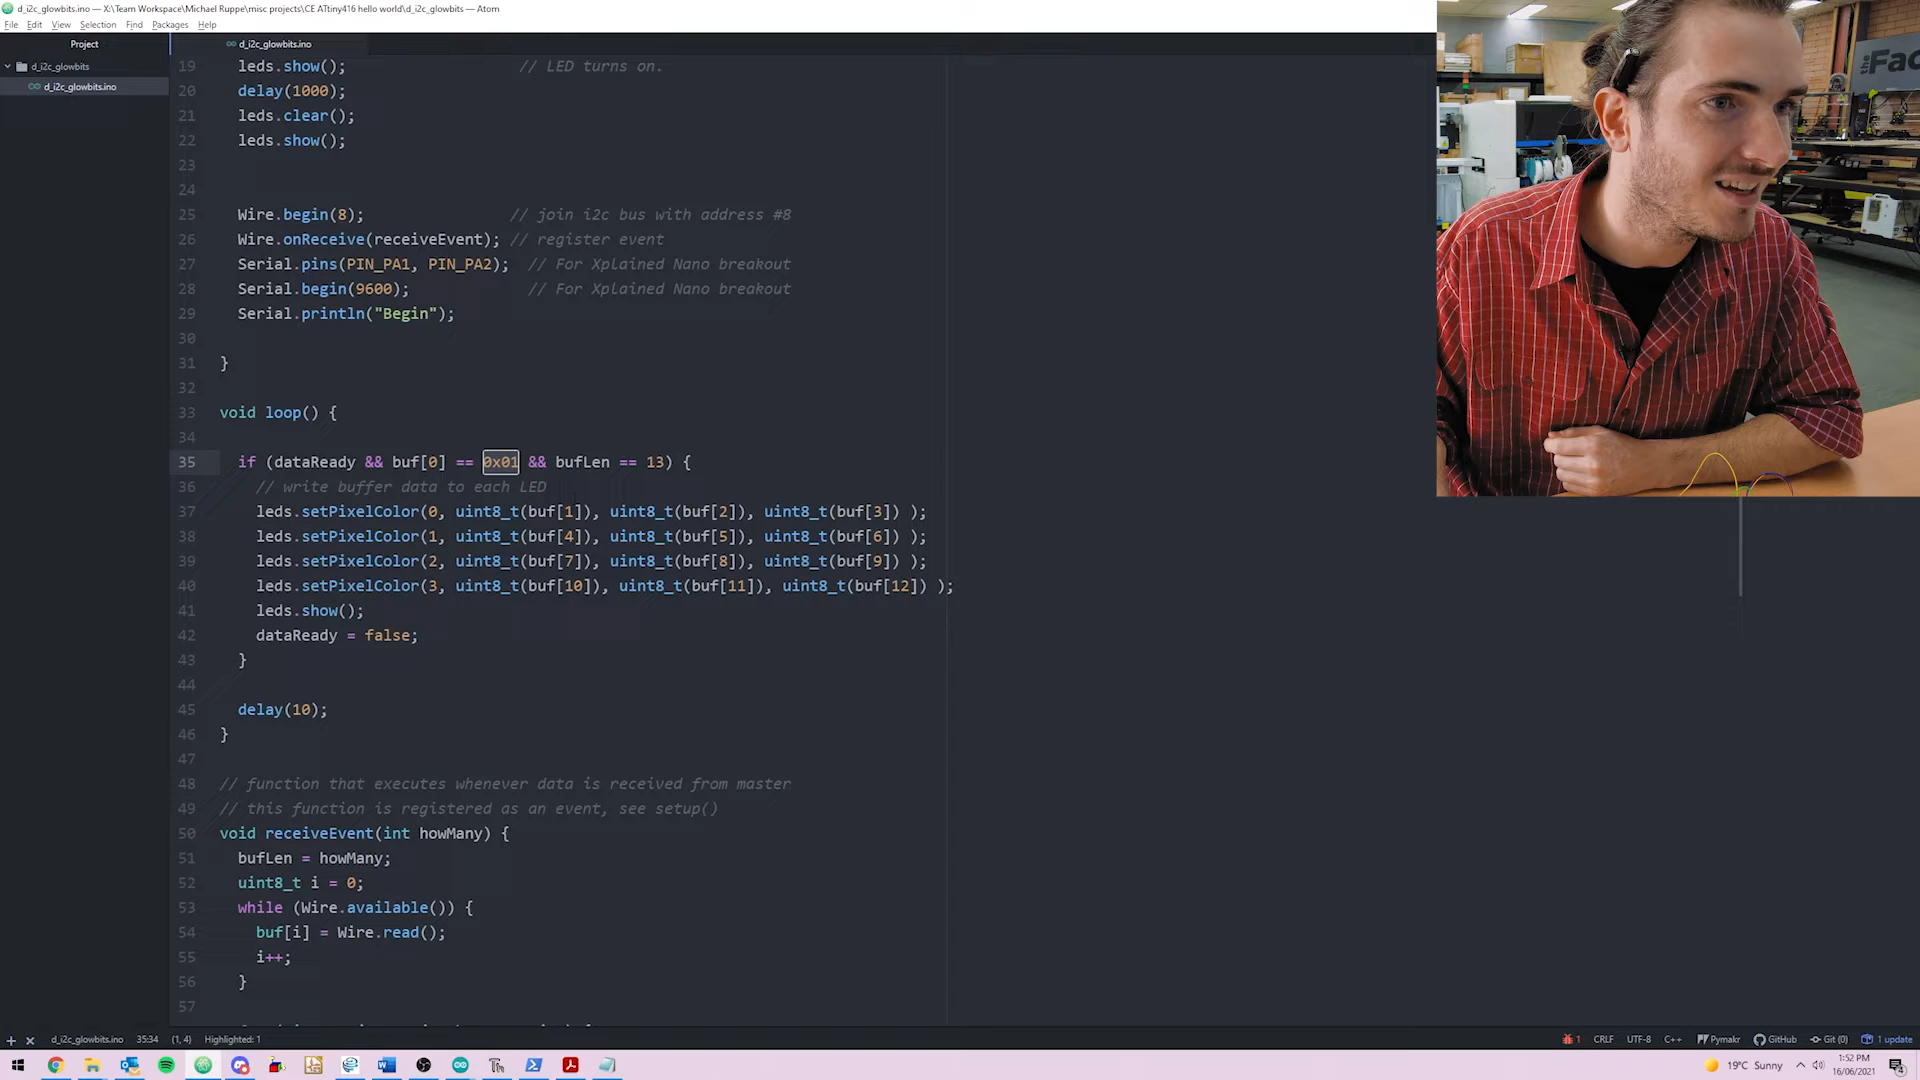 d_i2c_glowbits.ino — X:\Team Workspace\Michael Ruppe\misc projects\CE ATtiny416 hello world\d_i2c_glowbits — Atom
File Edit View Selection Find Packages Help
Project
d_i2c_glowbits.ino
d_i2c_glowbits
d_i2c_glowbits.ino
19 leds.show(); // LED turns on.
20 delay(1000);
21 leds.clear();
22 leds.show();
23
24
25 Wire.begin(8); // join i2c bus with address #8
26 Wire.onReceive(receiveEvent); // register event
27 Serial.pins(PIN_PA1, PIN_PA2); // For Xplained Nano breakout
28 Serial.begin(9600); // For Xplained Nano breakout
29 Serial.println("Begin");
30
31 }
32
33 void loop() {
34
35 if (dataReady && buf[0] == 0x01 && bufLen == 13) {
36 // write buffer data to each LED
37 leds.setPixelColor(0, uint8_t(buf[1]), uint8_t(buf[2]), uint8_t(buf[3]) );
38 leds.setPixelColor(1, uint8_t(buf[4]), uint8_t(buf[5]), uint8_t(buf[6]) );
39 leds.setPixelColor(2, uint8_t(buf[7]), uint8_t(buf[8]), uint8_t(buf[9]) );
40 leds.setPixelColor(3, uint8_t(buf[10]), uint8_t(buf[11]), uint8_t(buf[12]) );
41 leds.show();
42 dataReady = false;
43 }
44
45 delay(10);
46 }
47
48 // function that executes whenever data is received from master
49 // this function is registered as an event, see setup()
50 void receiveEvent(int howMany) {
51 bufLen = howMany;
52 uint8_t i = 0;
53 while (Wire.available()) {
54 buf[i] = Wire.read();
55 i++;
56 }
57
the Fac
d_i2c_glowbits.ino 35:34 (1, 4) Highlighted: 1
1 CRLF UTF-8 C++ Pymakr GitHub Git (0) 1 update
19°C Sunny
1:52 PM
16/06/2021
4